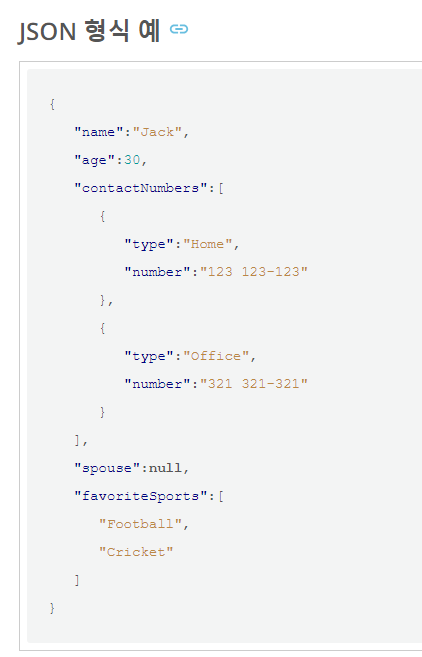 JSON 형식 예
{
"name":"Jack",
"age":30,
"contactNumbers":[
{
"type":"Home",
"number":"123 123-123"
},
{
"type":"Office",
"number":"321 321-321"
}
],
"spouse":null,
"favoriteSports":[
"Football",
"Cricket"
]
}